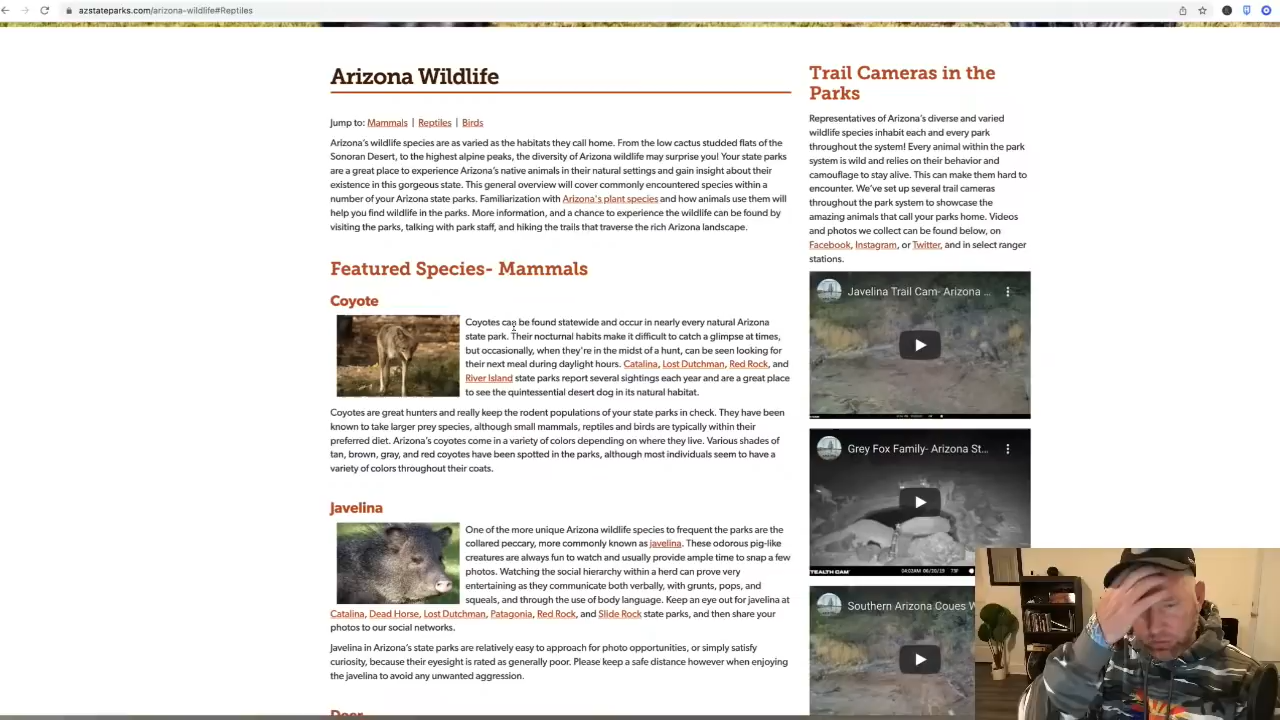 azstateparks.com/arizona-wildlife#Reptiles
Arizona Wildlife
Jump to: Mammals | Reptiles | Birds
Arizona's wildlife species are as varied as the habitats they call home. From the low cactus studded flats of the
Sonoran Desert, to the highest alpine peaks, the diversity of Arizona wildlife may surprise you! Your state parks
are a great place to experience Arizona's native animals in their natural settings and gain insight about their
existence in this gorgeous state. This general overview will cover commonly encountered species within a
number of your Arizona state parks. Familiarization with Arizona's plant species and how animals use them will
help you find wildlife in the parks. More information, and a chance to experience the wildlife can be found by
visiting the parks, talking with park staff, and hiking the trails that traverse the rich Arizona landscape.
Featured Species- Mammals
Coyote
Coyotes can be found statewide and occur in nearly every natural Arizona
state park. Their nocturnal habits make it difficult to catch a glimpse at times,
but occasionally, when they're in the midst of a hunt, can be seen looking for
their next meal during daylight hours. Catalina, Lost Dutchman, Red Rock, and
River Island state parks report several sightings each year and are a great place
to see the quintessential desert dog in its natural habitat.
Coyotes are great hunters and really keep the rodent populations of your state parks in check. They have been
known to take larger prey species, although small mammals, reptiles and birds are typically within their
preferred diet. Arizona's coyotes come in a variety of colors depending on where they live. Various shades of
tan, brown, gray, and red coyotes have been spotted in the parks, although most individuals seem to have a
variety of colors throughout their coats.
Javelina
One of the more unique Arizona wildlife species to frequent the parks are the
collared peccary, more commonly known as javelina. These odorous pig-like
creatures are always fun to watch and usually provide ample time to snap a few
photos. Watching the social hierarchy within a herd can prove very
entertaining as they communicate both verbally, with grunts, pops, and
squeals, and through the use of body language. Keep an eye out for javelina at
Catalina, Dead Horse, Lost Dutchman, Patagonia, Red Rock, and Slide Rock state parks, and then share your
photos to our social networks.
Javelina in Arizona's state parks are relatively easy to approach for photo opportunities, or simply satisfy
curiosity, because their eyesight is rated as generally poor. Please keep a safe distance however when enjoying
the javelina to avoid any unwanted aggression.
Deer
Trail Cameras in the
Parks
Representatives of Arizona's diverse and varied
wildlife species inhabit each and every park
throughout the system! Every animal within the park
system is wild and relies on their behavior and
camouflage to stay alive. This can make them hard to
encounter. We've set up several trail cameras
throughout the park system to showcase the
amazing animals that call your parks home. Videos
and photos we collect can be found below, on
Facebook, Instagram, or Twitter, and in select ranger
stations.
Javelina Trail Cam- Arizona ...
Grey Fox Family- Arizona St...
STEALTH CAM 04:02AM 06/20/19 73F
Southern Arizona Coues W